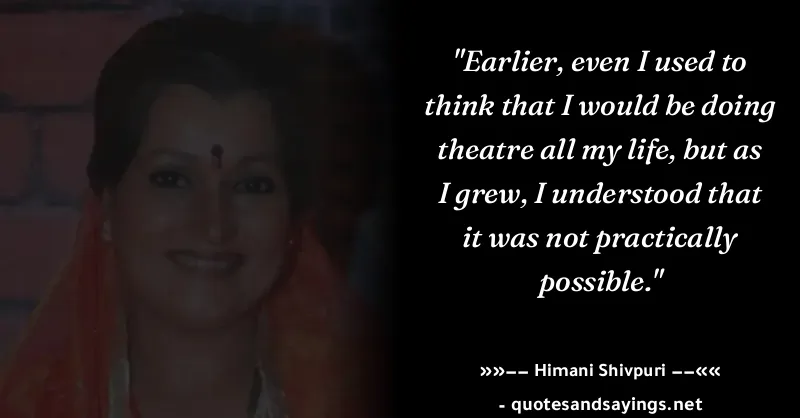 "Earlier, even I used to
think that I would be doing
theatre all my life, but as
I grew, I understood that
it was not practically
possible."
»»−− Himani Shivpuri −−««
- quotesandsayings.net